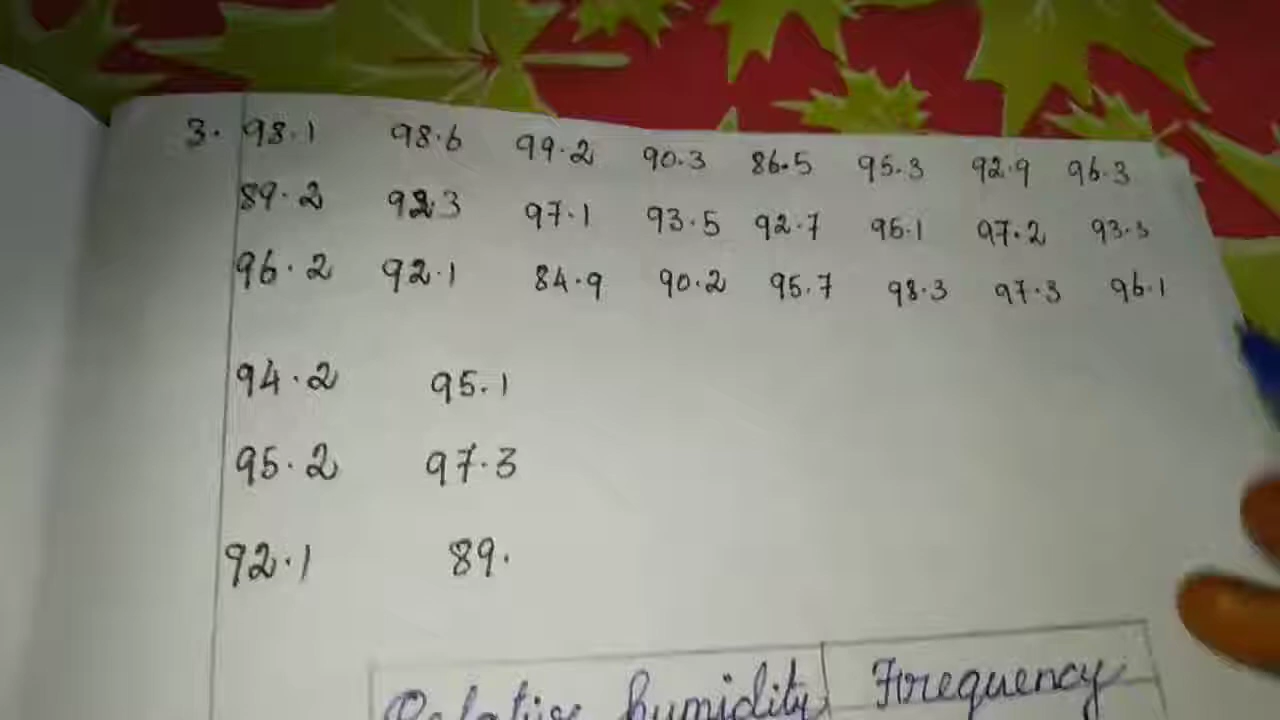 3. 98.1 98.6 99.2 90.3 86.5 95.3 92.9 96.3
89.2 92.3 97.1 93.5 92.7 95.1 97.2 93.3
96.2 92.1 84.9 90.2 95.7 98.3 97.3 96.1
94.2 95.1
95.2 97.3
92.1 89.
Relative humidity Frequency